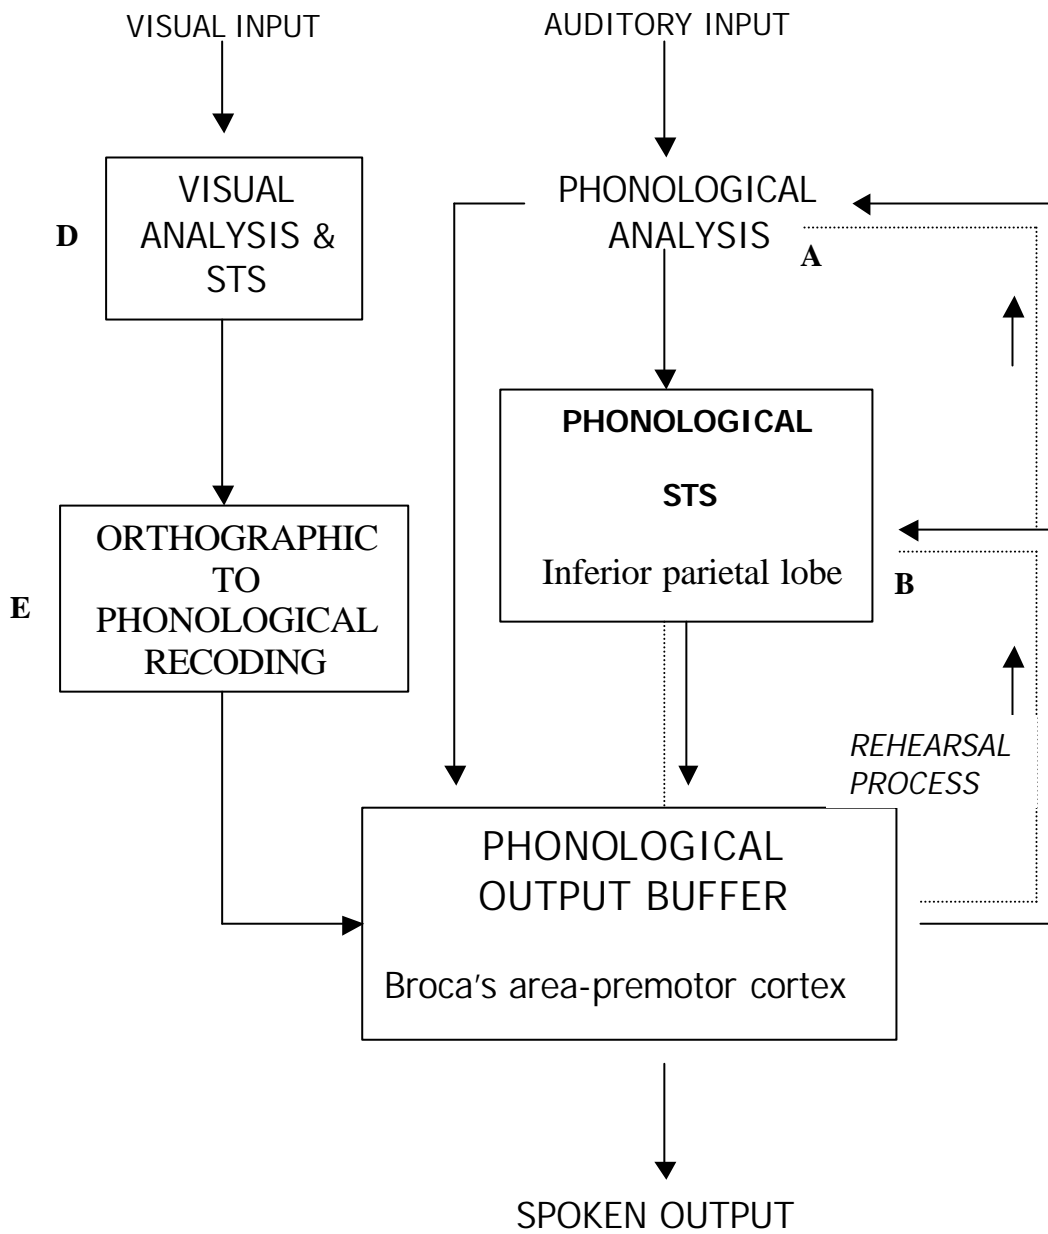 VISUAL INPUT
AUDITORY INPUT
D
VISUAL
ANALYSIS &
STS
PHONOLOGICAL
ANALYSIS
A
PHONOLOGICAL
STS
Inferior parietal lobe
B
E
ORTHOGRAPHIC
TO
PHONOLOGICAL
RECODING
REHEARSAL
PROCESS
PHONOLOGICAL
OUTPUT BUFFER
Broca's area-premotor cortex
SPOKEN OUTPUT